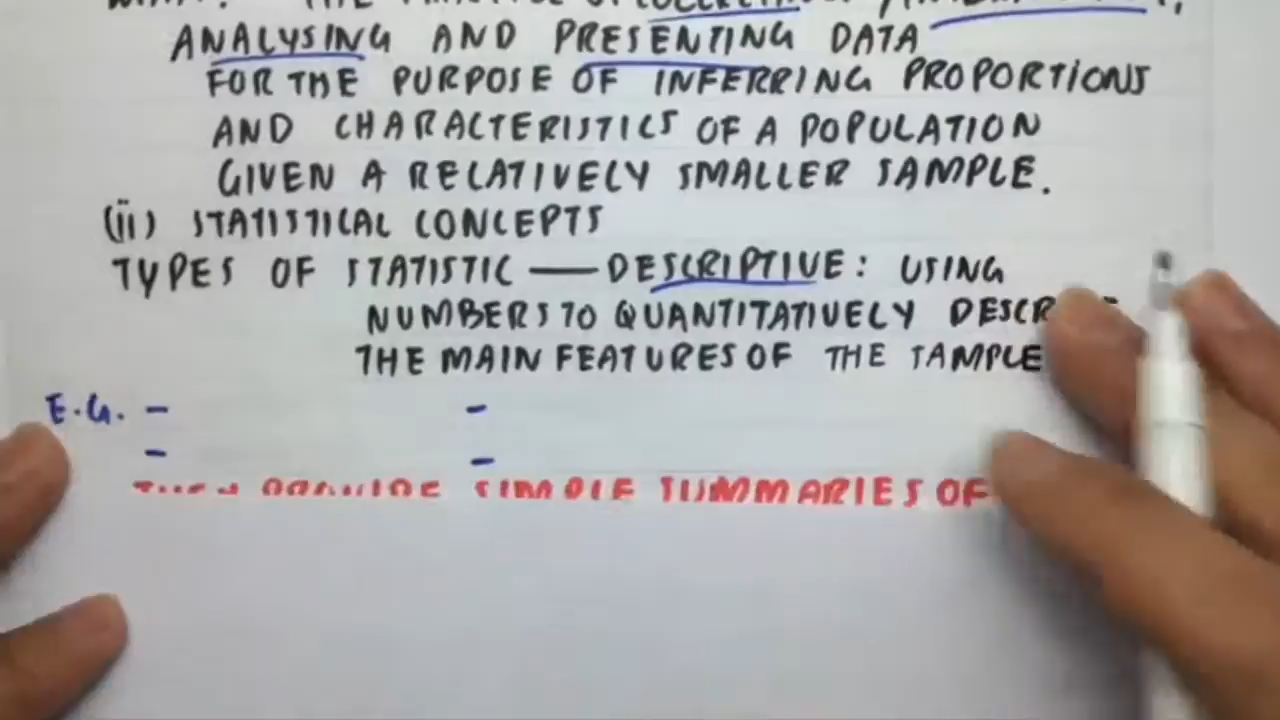 ANALYSING AND PRESENTING DATA
FOR THE PURPOSE OF INFERRING PROPORTIONS
AND CHARACTERISTICS OF A POPULATION
GIVEN A RELATIVELY SMALLER SAMPLE.
(ii) STATISTICAL CONCEPTS
TYPES OF STATISTIC — DESCRIPTIVE: USING
NUMBERS TO QUANTITATIVELY
THE MAIN FEATURES OF THE SAMPLE
E.G. - -
- -
SIMPLE SUMMARIES OF